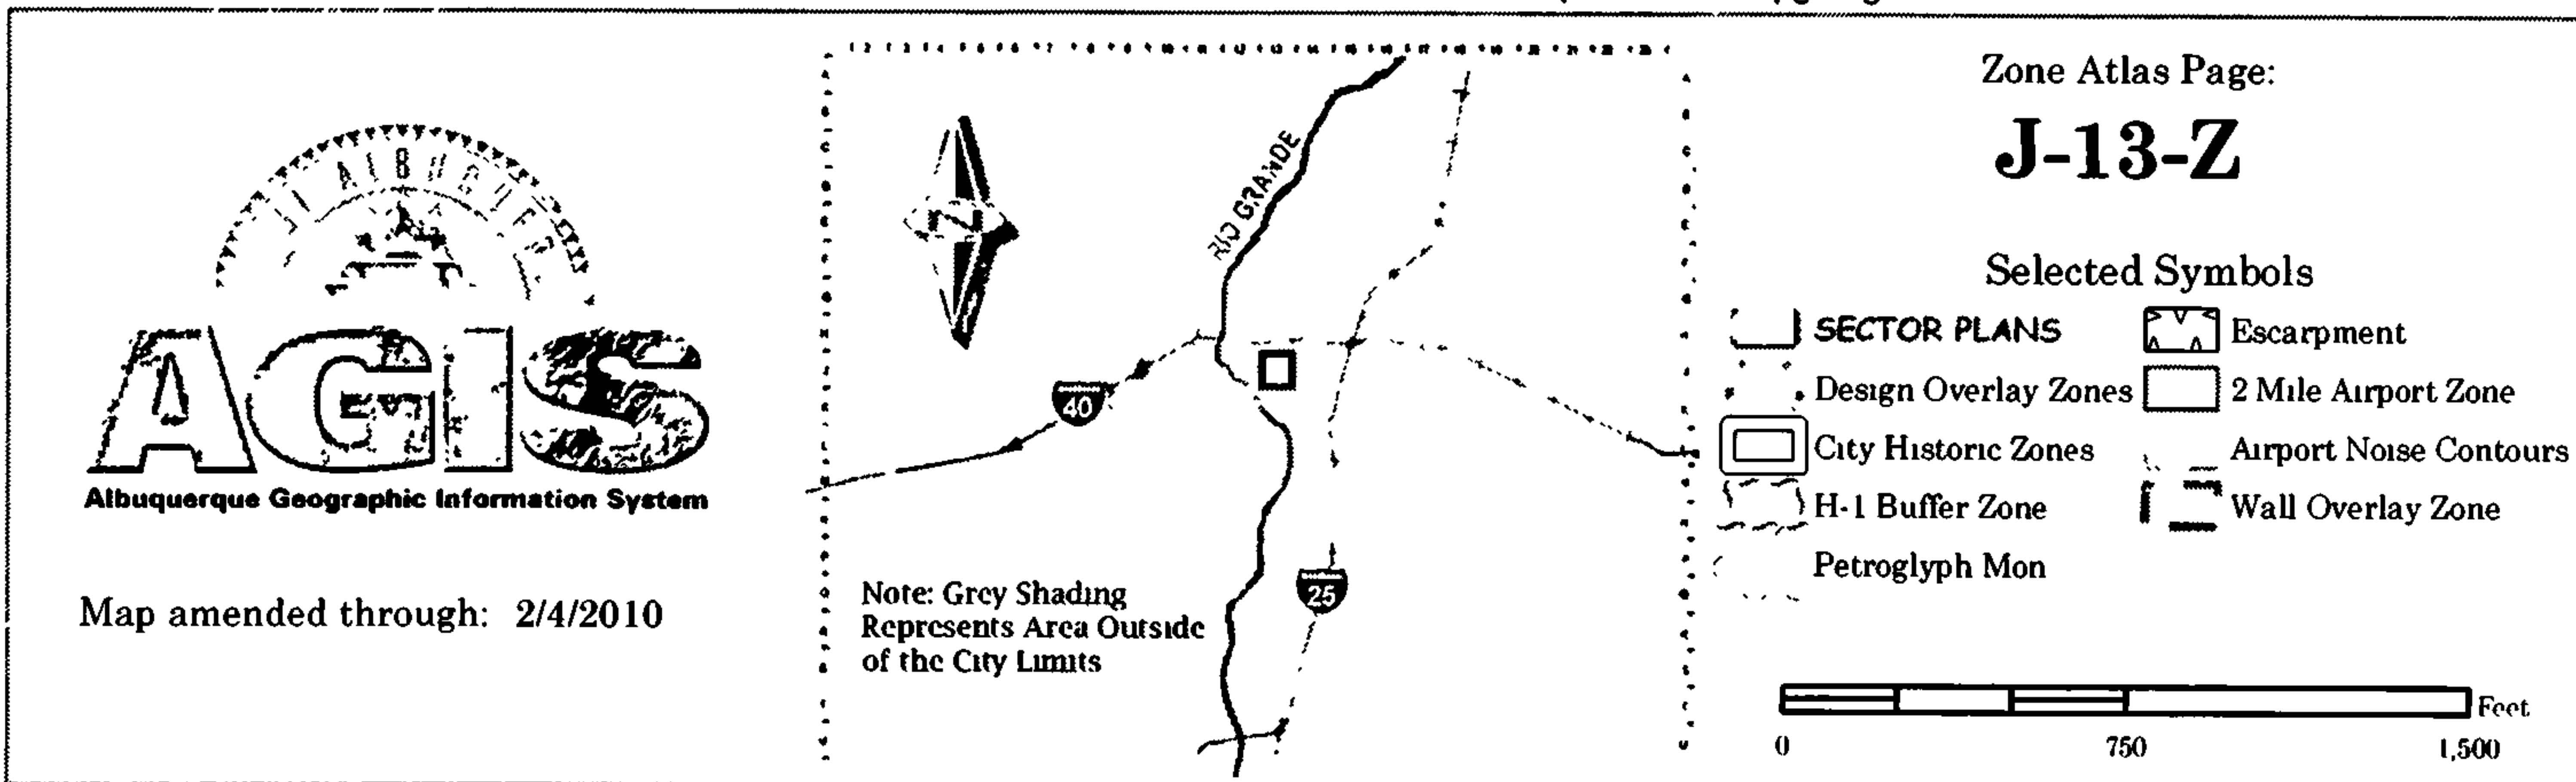 AGIS
Albuquerque Geographic Information System
Map amended through: 2/4/2010
RIO GRANDE
N
40
25
Note: Grey Shading
Represents Area Outside
of the City Limits
Zone Atlas Page:
J-13-Z
Selected Symbols
SECTOR PLANS
Escarpment
Design Overlay Zones
2 Mile Airport Zone
City Historic Zones
Airport Noise Contours
H-1 Buffer Zone
Wall Overlay Zone
Petroglyph Mon
Feet
0 750 1,500